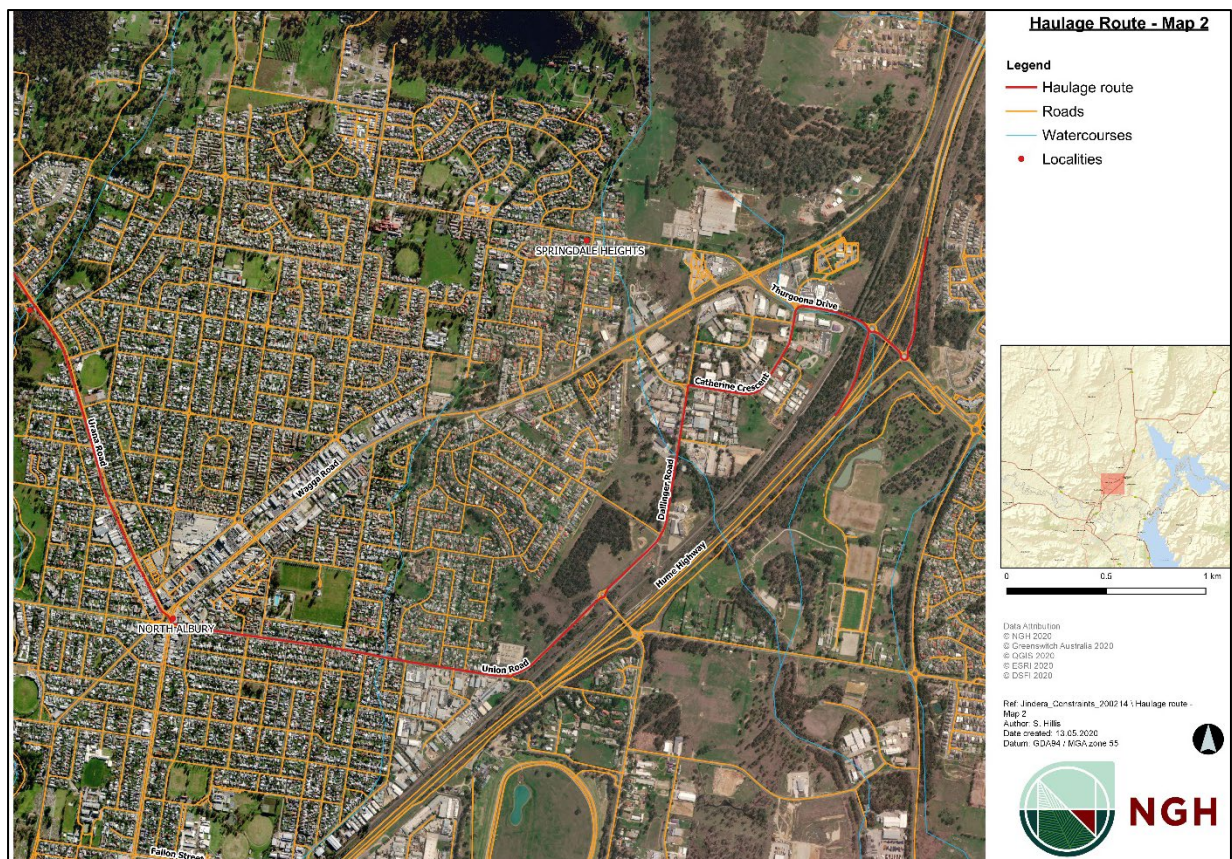 Haulage Route - Map 2
Legend
Haulage route
Roads
Watercourses
Localities
SPRINGDALE HEIGHTS
Thurgoona Drive
Catherine Crescent
Urana Road
Wagga Road
Dallinger Road
Hume Highway
NORTH ALBURY
Union Road
Fallon Street
0 0.5 1 km
Data Attribution
© NGH 2020
© Greenswitch Australia 2020
© QGIS 2020
© ESRI 2020
© DSFI 2020
Ref: Jindera_Constraints_200214 \ Haulage route -
Map 2
Author: S. Hillis
Date created: 13.05.2020
Datum: GDA94 / MGA zone 55
NGH